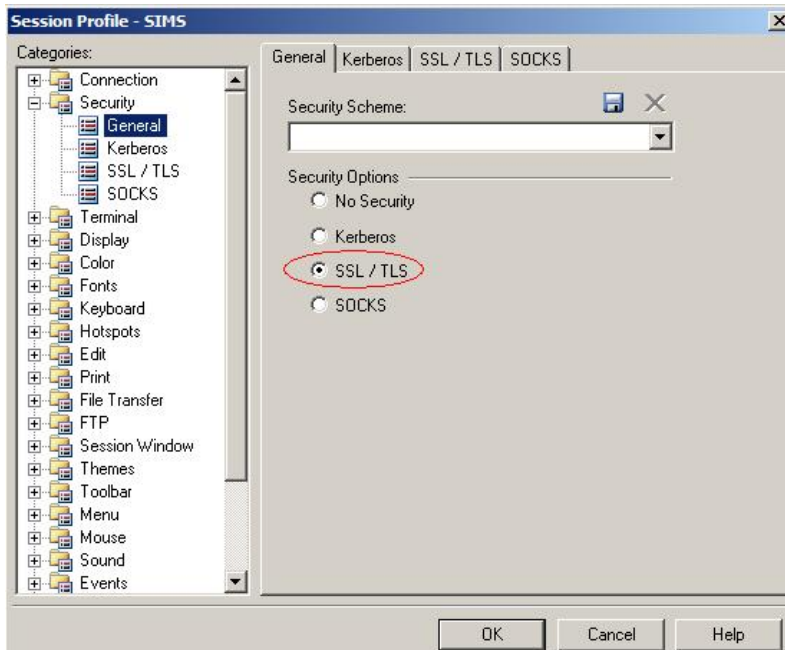 Session Profile - SIMS
Categories:
Connection
Security
General
Kerberos
SSL / TLS
SOCKS
Terminal
Display
Color
Fonts
Keyboard
Hotspots
Edit
Print
File Transfer
FTP
Session Window
Themes
Toolbar
Menu
Mouse
Sound
Events
General Kerberos SSL / TLS SOCKS
Security Scheme:
Security Options
No Security
Kerberos
SSL / TLS
SOCKS
OK Cancel Help